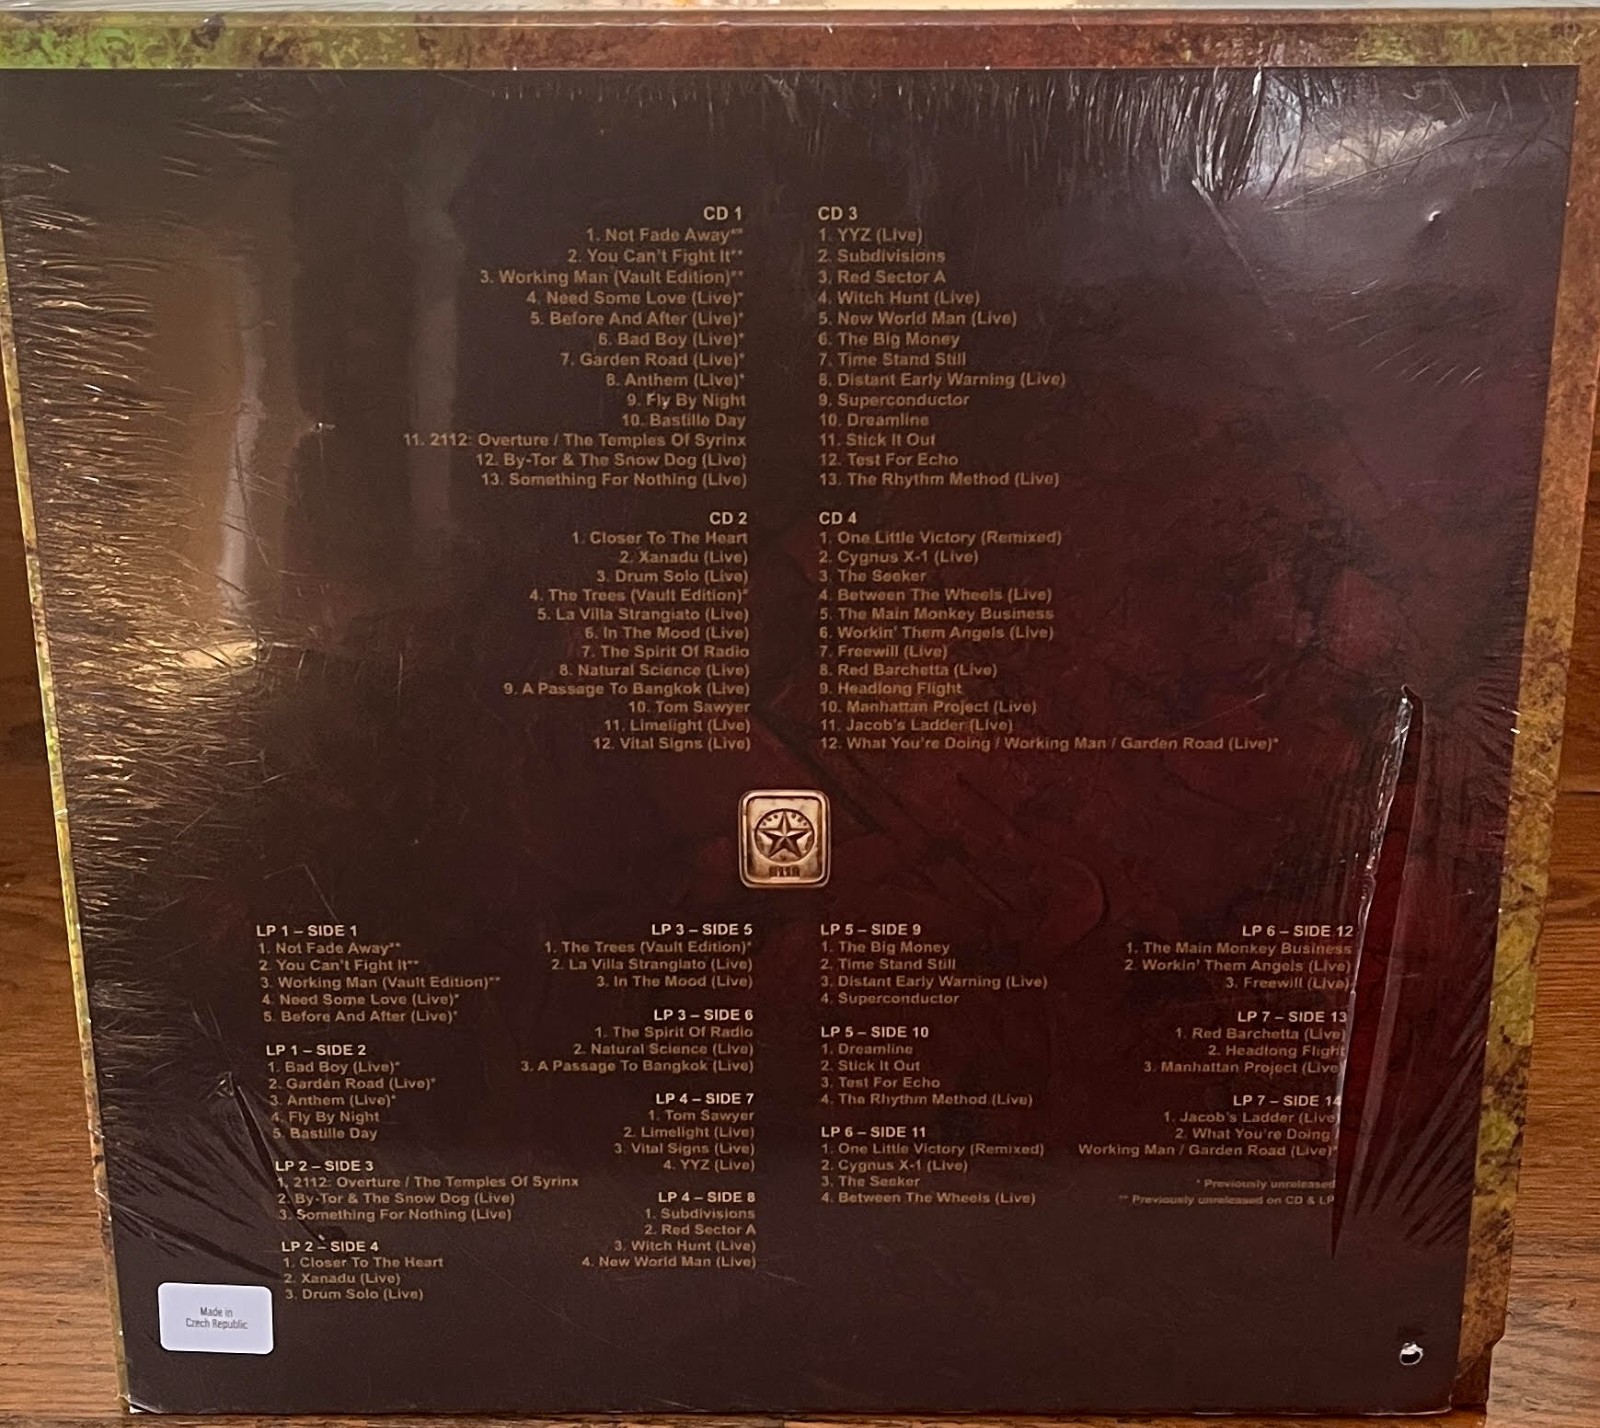 CD 1
1. Not Fade Away**
2. You Can't Fight It**
3. Working Man (Vault Edition)**
4. Need Some Love (Live)*
5. Before And After (Live)*
6. Bad Boy (Live)*
7. Garden Road (Live)*
8. Anthem (Live)*
9. Fly By Night
10. Bastille Day
11. 2112: Overture / The Temples Of Syrinx
12. By-Tor & The Snow Dog (Live)
13. Something For Nothing (Live)
CD 2
1. Closer To The Heart
2. Xanadu (Live)
3. Drum Solo (Live)
4. The Trees (Vault Edition)*
5. La Villa Strangiato (Live)
6. In The Mood (Live)
7. The Spirit Of Radio
8. Natural Science (Live)
9. A Passage To Bangkok (Live)
10. Tom Sawyer
11. Limelight (Live)
12. Vital Signs (Live)
CD 3
1. YYZ (Live)
2. Subdivisions
3. Red Sector A
4. Witch Hunt (Live)
5. New World Man (Live)
6. The Big Money
7. Time Stand Still
8. Distant Early Warning (Live)
9. Superconductor
10. Dreamline
11. Stick It Out
12. Test For Echo
13. The Rhythm Method (Live)
CD 4
1. One Little Victory (Remixed)
2. Cygnus X-1 (Live)
3. The Seeker
4. Between The Wheels (Live)
5. The Main Monkey Business
6. Workin' Them Angels (Live)
7. Freewill (Live)
8. Red Barchetta (Live)
9. Headlong Flight
10. Manhattan Project (Live)
11. Jacob's Ladder (Live)
12. What You're Doing / Working Man / Garden Road (Live)*
LP 1 – SIDE 1
1. Not Fade Away**
2. You Can't Fight It**
3. Working Man (Vault Edition)**
4. Need Some Love (Live)*
5. Before And After (Live)*
LP 1 – SIDE 2
1. Bad Boy (Live)*
2. Garden Road (Live)*
3. Anthem (Live)*
4. Fly By Night
5. Bastille Day
LP 2 – SIDE 3
1. 2112: Overture / The Temples Of Syrinx
2. By-Tor & The Snow Dog (Live)
3. Something For Nothing (Live)
LP 2 – SIDE 4
1. Closer To The Heart
2. Xanadu (Live)
3. Drum Solo (Live)
LP 3 – SIDE 5
1. The Trees (Vault Edition)*
2. La Villa Strangiato (Live)
3. In The Mood (Live)
LP 3 – SIDE 6
1. The Spirit Of Radio
2. Natural Science (Live)
3. A Passage To Bangkok (Live)
LP 4 – SIDE 7
1. Tom Sawyer
2. Limelight (Live)
3. Vital Signs (Live)
4. YYZ (Live)
LP 4 – SIDE 8
1. Subdivisions
2. Red Sector A
3. Witch Hunt (Live)
4. New World Man (Live)
LP 5 – SIDE 9
1. The Big Money
2. Time Stand Still
3. Distant Early Warning (Live)
4. Superconductor
LP 5 – SIDE 10
1. Dreamline
2. Stick It Out
3. Test For Echo
4. The Rhythm Method (Live)
LP 6 – SIDE 11
1. One Little Victory (Remixed)
2. Cygnus X-1 (Live)
3. The Seeker
4. Between The Wheels (Live)
LP 6 – SIDE 12
1. The Main Monkey Business
2. Workin' Them Angels (Live)
3. Freewill (Live)
LP 7 – SIDE 13
1. Red Barchetta (Live)
2. Headlong Flight
3. Manhattan Project (Live
LP 7 – SIDE 14
1. Jacob's Ladder (Live
2. What You're Doing /
Working Man / Garden Road (Live)*
* Previously unreleased
** Previously unreleased on CD & LP
Made in
Czech Republic